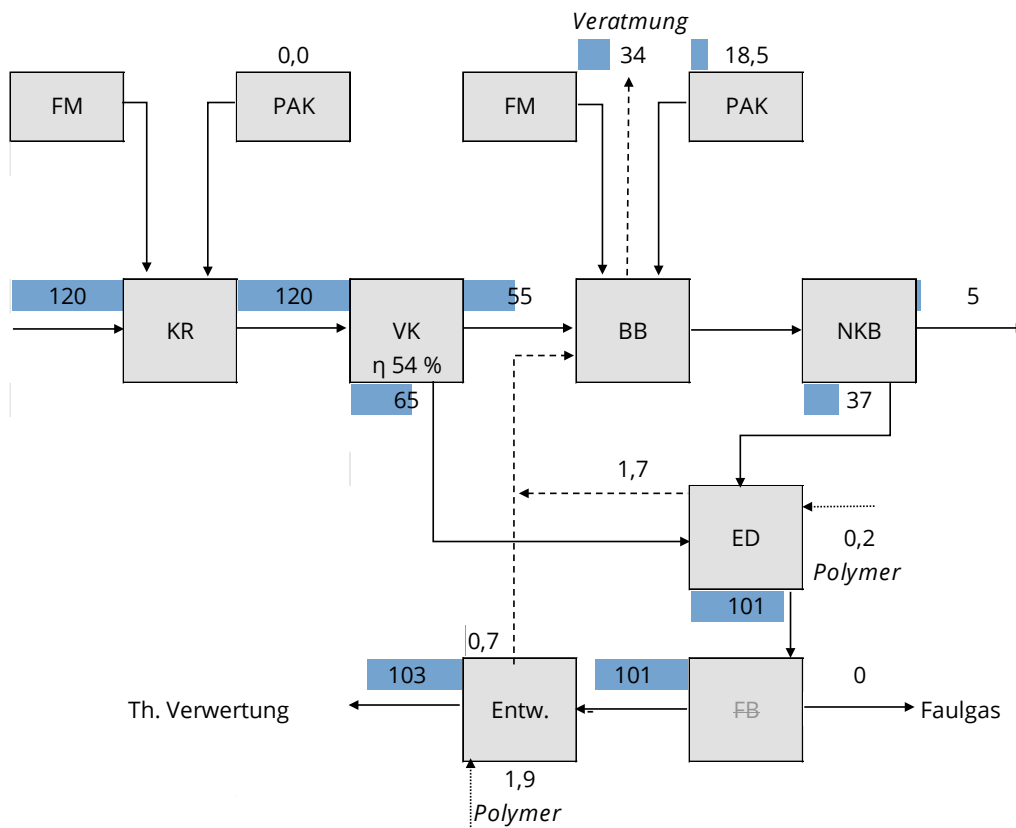 Veratmung
0,0
34
18,5
FM
PAK
FM
PAK
120
120
55
5
KR
VK
BB
NKB
η 54 %
65
37
1,7
ED
0,2
Polymer
101
0,7
103
101
0
Th. Verwertung
Entw.
FB
Faulgas
1,9
Polymer